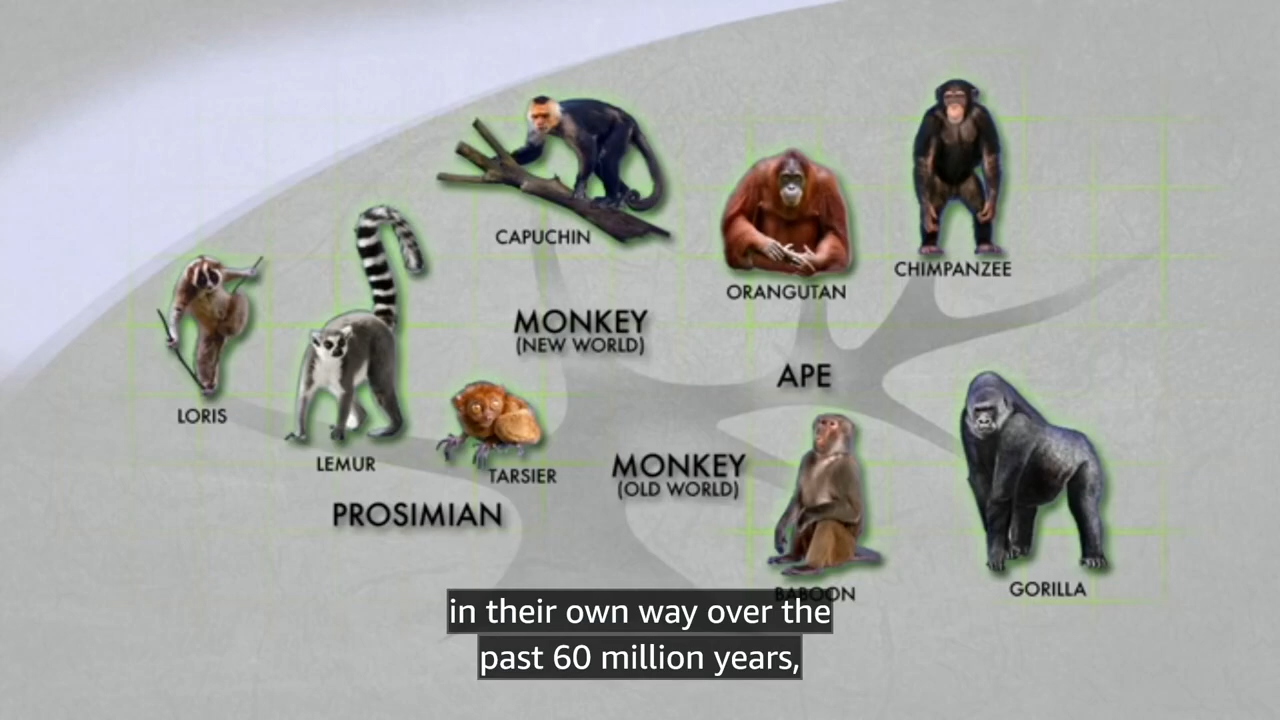 CAPUCHIN
CHIMPANZEE
ORANGUTAN
MONKEY
(NEW WORLD)
APE
LORIS
LEMUR
TARSIER
MONKEY
(OLD WORLD)
PROSIMIAN
GORILLA
BABOON
in their own way over the
past 60 million years,